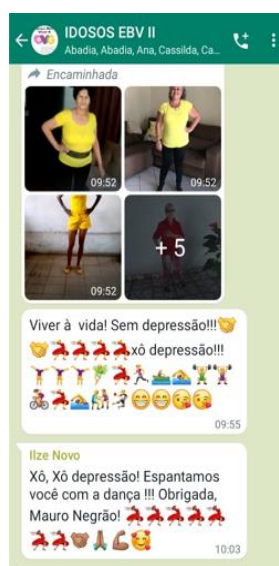 IDOSOS EBV II
Abadia, Abadia, Ana, Cassilda, Ca...
Encaminhada
09:52
09:52
09:52
+ 5
Viver à vida! Sem depressão!!!🤝
🤝💃💃💃💃xô depressão!!!
09:55
Ilze Novo
Xô, Xô depressão! Espantamos
você com a dança !!! Obrigada,
Mauro Negrão! 💃💃💃💃💃
💃💃🤝🙏🏽💪🏽🥰
10:03